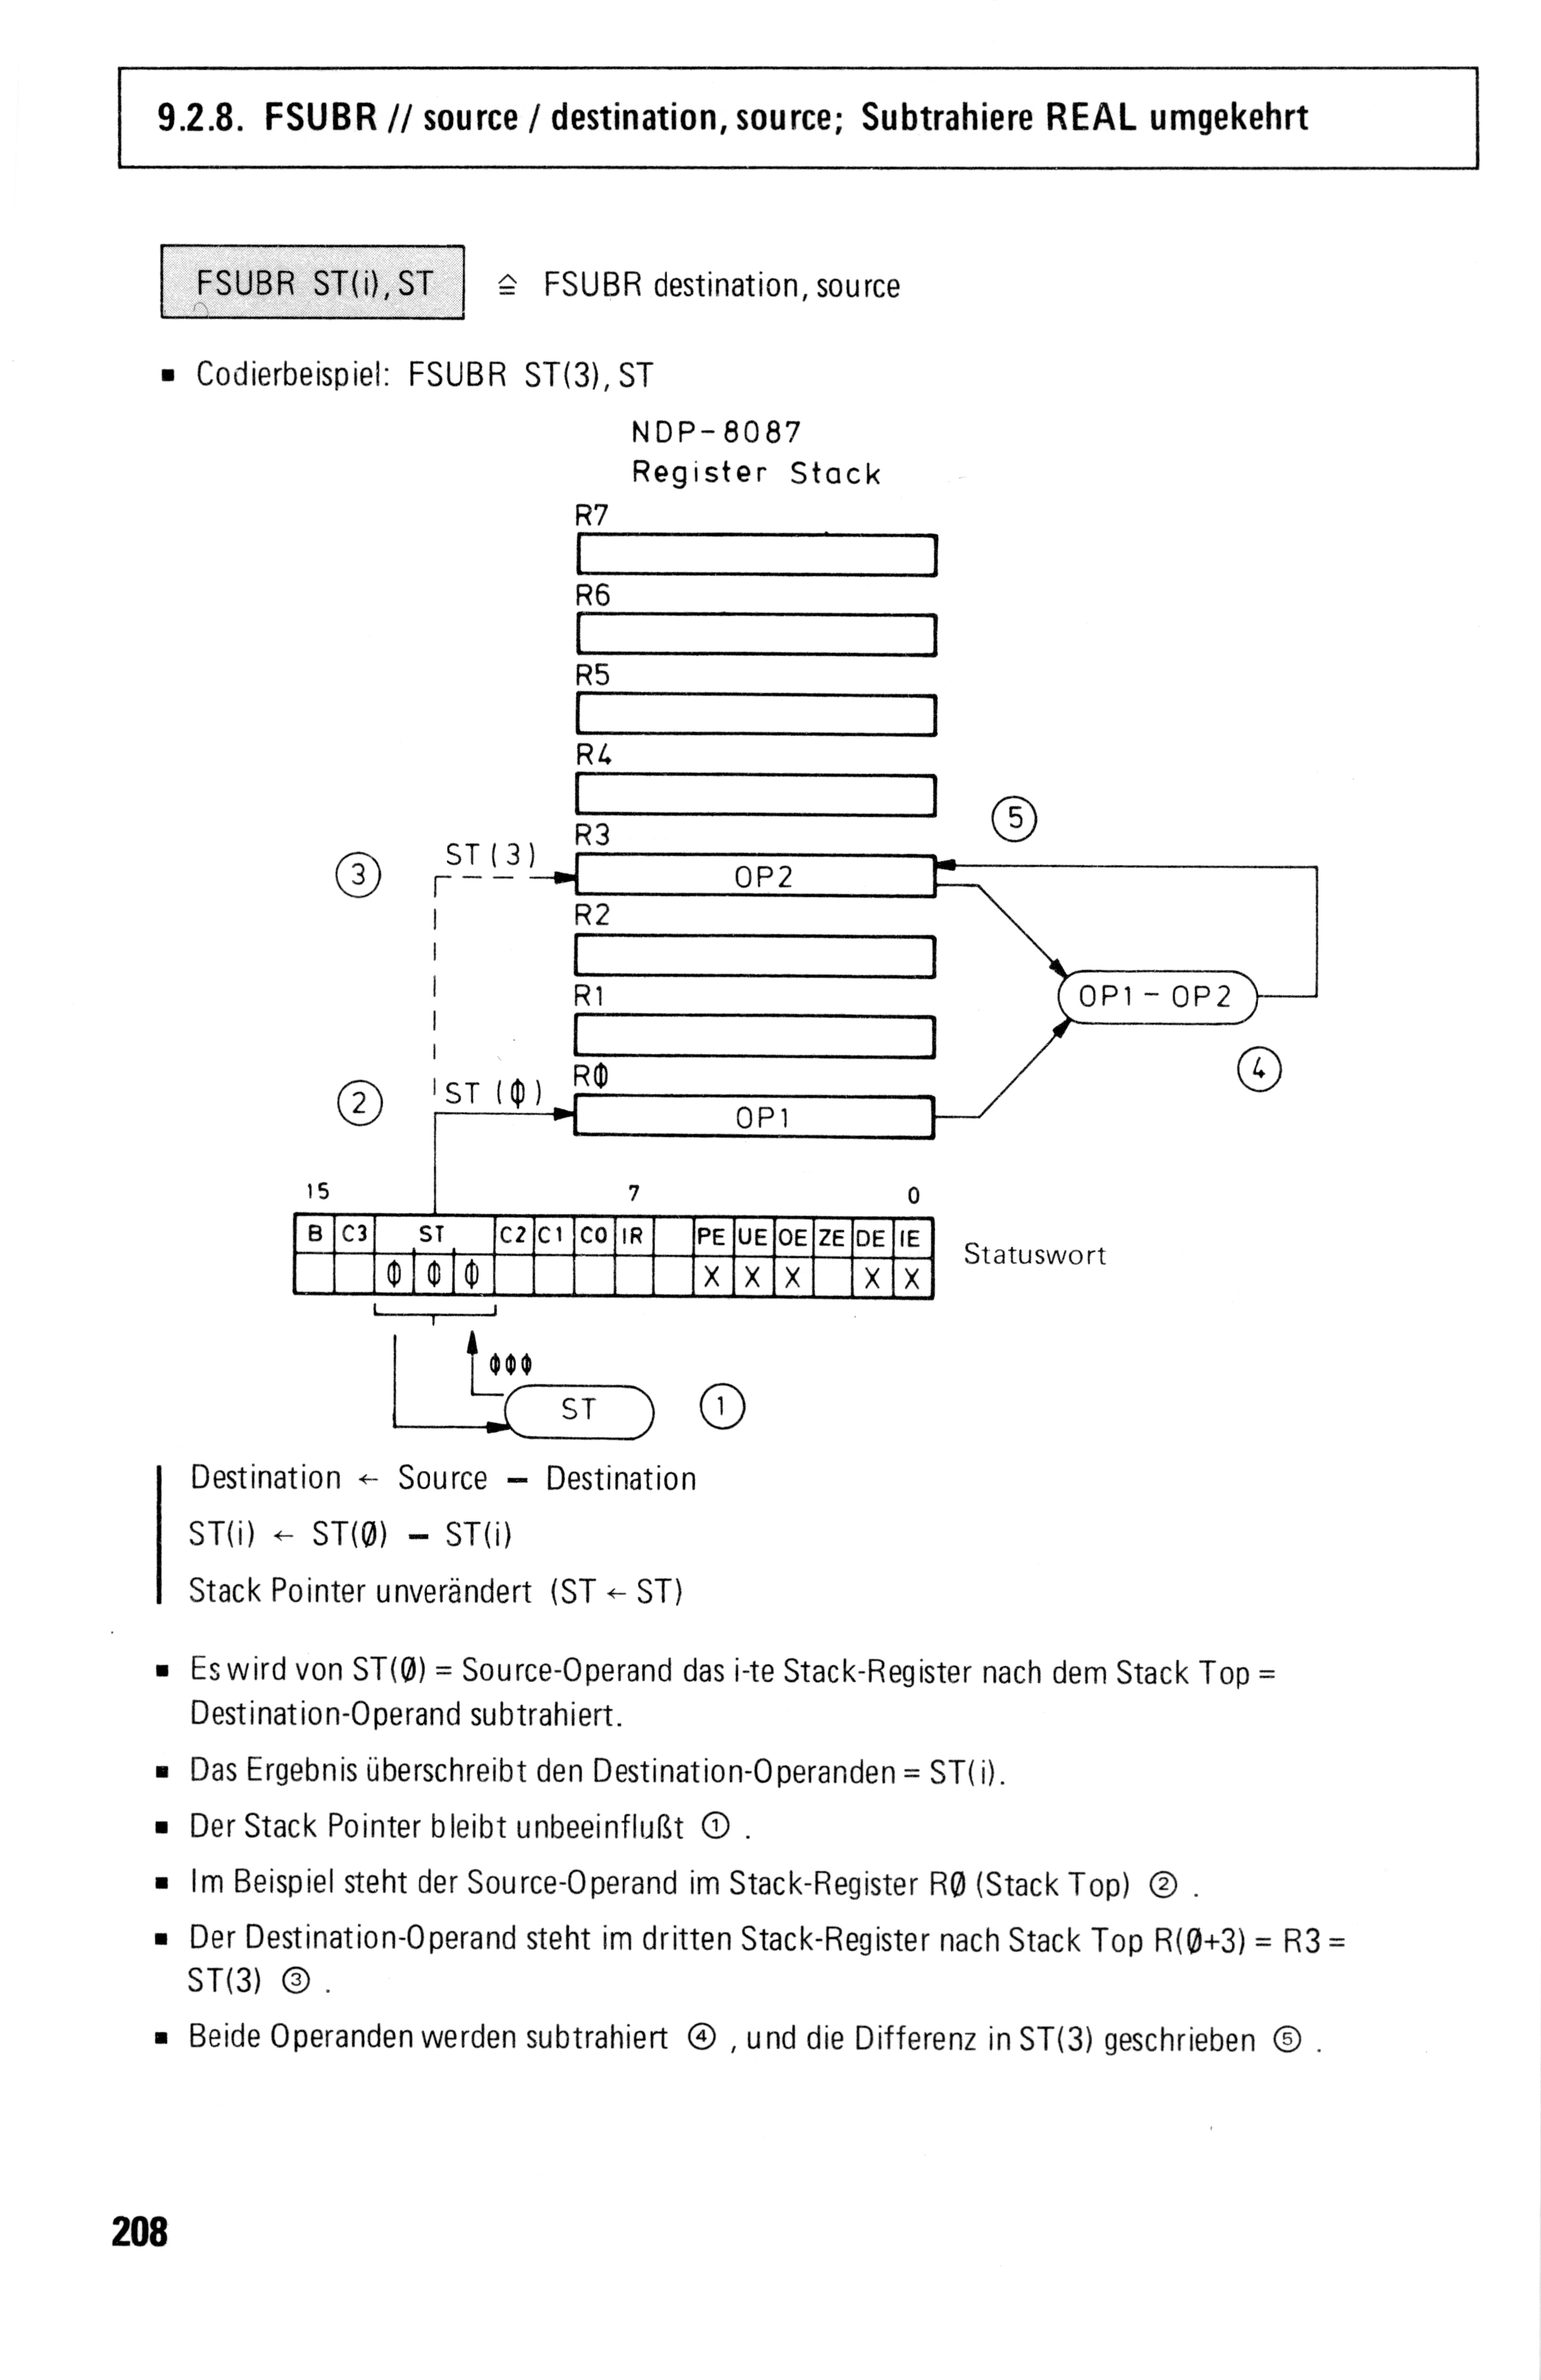 9.2.8. FSUBR // source / destination, source; Subtrahiere REAL umgekehrt
FSUBR ST(i), ST ≙ FSUBR destination, source
▪ Codierbeispiel: FSUBR ST(3), ST
NDP-8087
Register Stack
R7
R6
R5
R4
5
R3
ST(3)
3
OP2
R2
R1
OP1 - OP2
4
R0
ST(0)
2
OP1
15 7 0
B C3 ST C2 C1 C0 IR PE UE OE ZE DE IE
Statuswort
0 0 0 X X X X X
000
ST
1
Destination ← Source — Destination
ST(i) ← ST(Ø) — ST(i)
Stack Pointer unverändert (ST ← ST)
▪ Es wird von ST(Ø) = Source-Operand das i-te Stack-Register nach dem Stack Top =
Destination-Operand subtrahiert.
▪ Das Ergebnis überschreibt den Destination-Operanden = ST(i).
▪ Der Stack Pointer bleibt unbeeinflußt ① .
▪ Im Beispiel steht der Source-Operand im Stack-Register RØ (Stack Top) ② .
▪ Der Destination-Operand steht im dritten Stack-Register nach Stack Top R(Ø+3) = R3 =
ST(3) ③ .
▪ Beide Operanden werden subtrahiert ④ , und die Differenz in ST(3) geschrieben ⑤ .
208